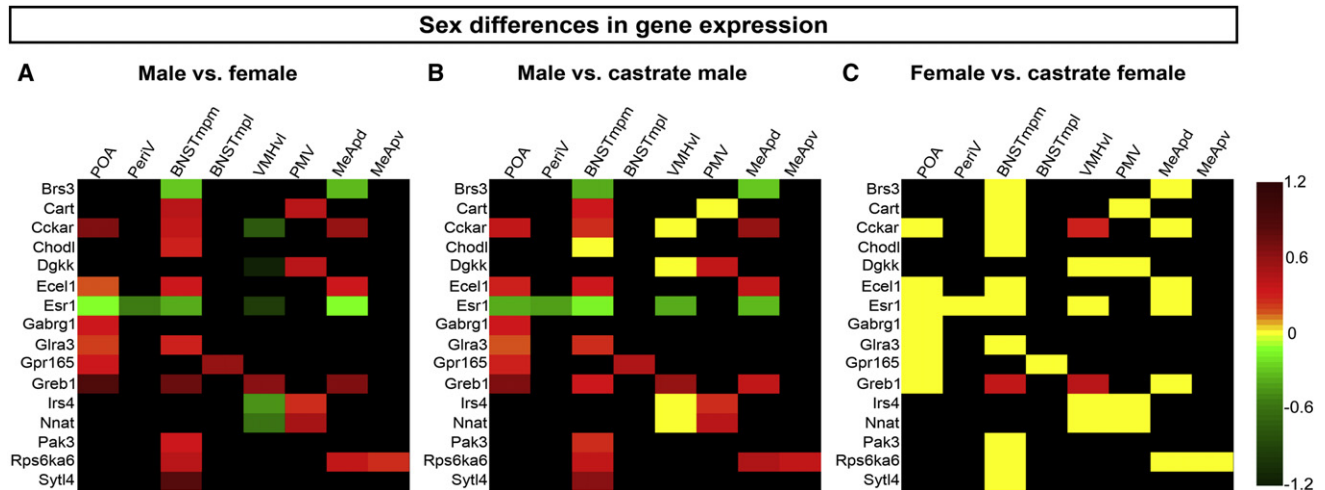 Sex differences in gene expression
A Male vs. female
B Male vs. castrate male
C Female vs. castrate female
POA PeriV BNSTmpm BNSTmpl VMHvl PMV MeApd MeApv
POA PeriV BNSTmpm BNSTmpl VMHvl PMV MeApd MeApv
POA PeriV BNSTmpm BNSTmpl VMHvl PMV MeApd MeApv
Brs3 Brs3 Brs3
Cart Cart Cart
Cckar Cckar Cckar
Chodl Chodl Chodl
Dgkk Dgkk Dgkk
Ecel1 Ecel1 Ecel1
Esr1 Esr1 Esr1
Gabrg1 Gabrg1 Gabrg1
Glra3 Glra3 Glra3
Gpr165 Gpr165 Gpr165
Greb1 Greb1 Greb1
Irs4 Irs4 Irs4
Nnat Nnat Nnat
Pak3 Pak3 Pak3
Rps6ka6 Rps6ka6 Rps6ka6
Sytl4 Sytl4 Sytl4
1.2
0.6
0
-0.6
-1.2